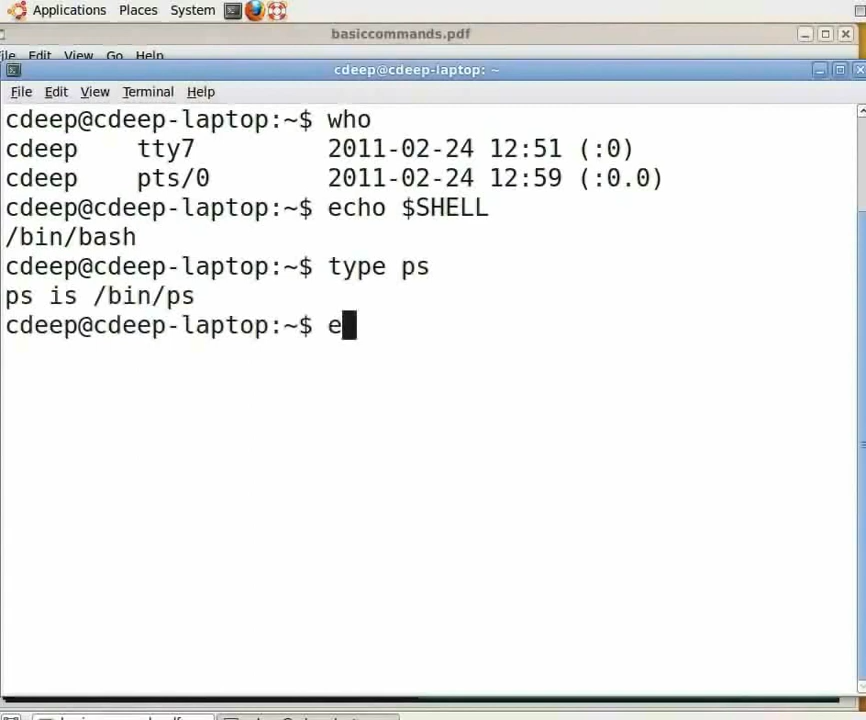 Applications Places System
basiccommands.pdf
File Edit View Go Help
cdeep@cdeep-laptop: ~
File Edit View Terminal Help
cdeep@cdeep-laptop:~$ who
cdeep tty7 2011-02-24 12:51 (:0)
cdeep pts/0 2011-02-24 12:59 (:0.0)
cdeep@cdeep-laptop:~$ echo $SHELL
/bin/bash
cdeep@cdeep-laptop:~$ type ps
ps is /bin/ps
cdeep@cdeep-laptop:~$ e